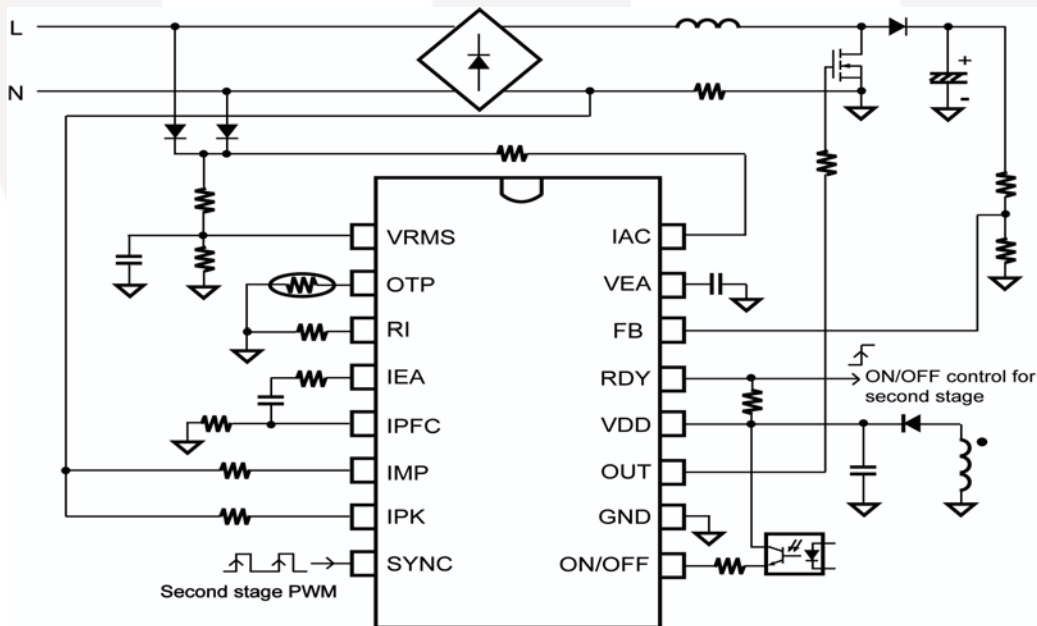 L
N
+
-
VRMS
OTP
RI
IEA
IPFC
IMP
IPK
SYNC
IAC
VEA
FB
RDY
VDD
OUT
GND
ON/OFF
ON/OFF control for
second stage
Second stage PWM